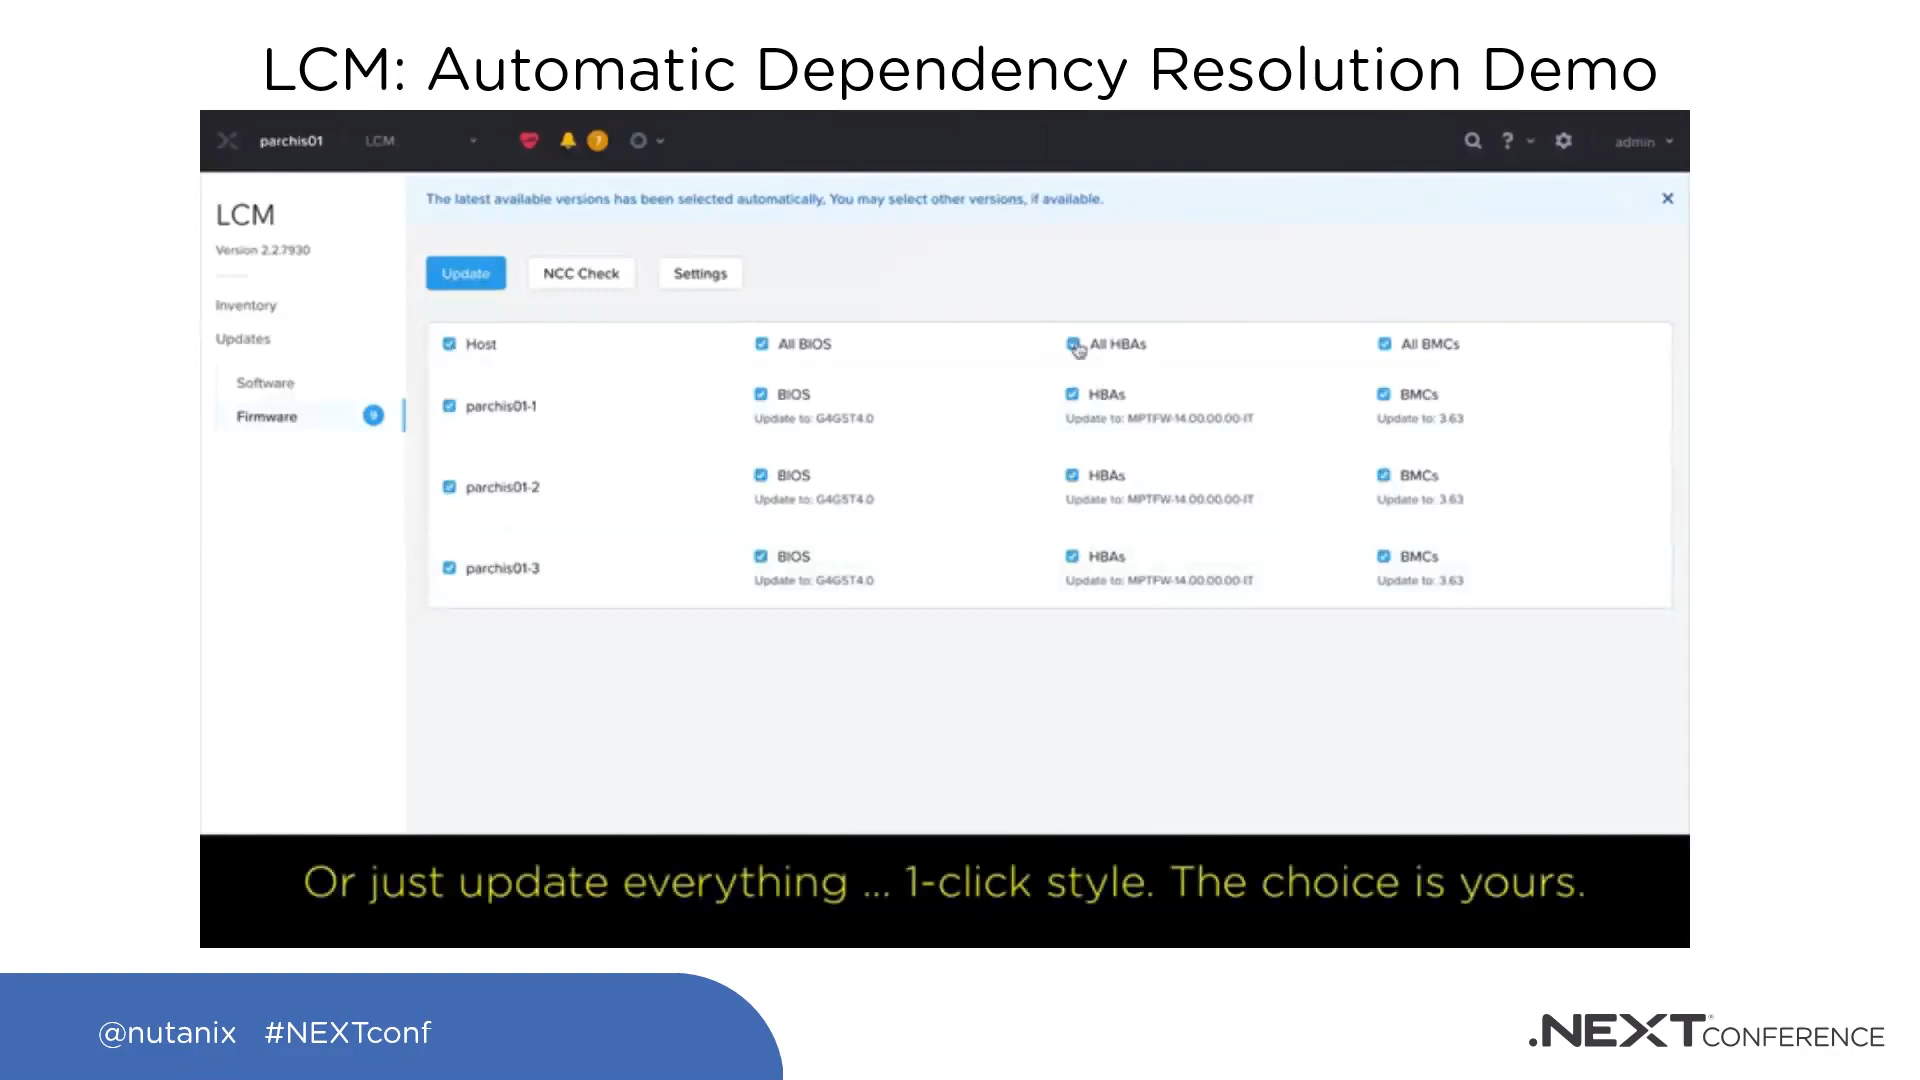 LCM: Automatic Dependency Resolution Demo
parchis01 LCM 7 ? admin
The latest available versions has been selected automatically. You may select other versions, if available.
LCM
Version 2.2.7930
Update NCC Check Settings
Inventory
Updates
Software
Firmware 9
Host All BIOS All HBAs All BMCs
parchis01-1 BIOS HBAs BMCs
Update to: G4G5T4.0 Update to: MPTFW-14.00.00.00-IT Update to: 3.63
parchis01-2 BIOS HBAs BMCs
Update to: G4G5T4.0 Update to: MPTFW-14.00.00.00-IT Update to: 3.63
parchis01-3 BIOS HBAs BMCs
Update to: G4G5T4.0 Update to: MPTFW-14.00.00.00-IT Update to: 3.63
Or just update everything ... 1-click style. The choice is yours.
@nutanix #NEXTconf
.NEXT® CONFERENCE